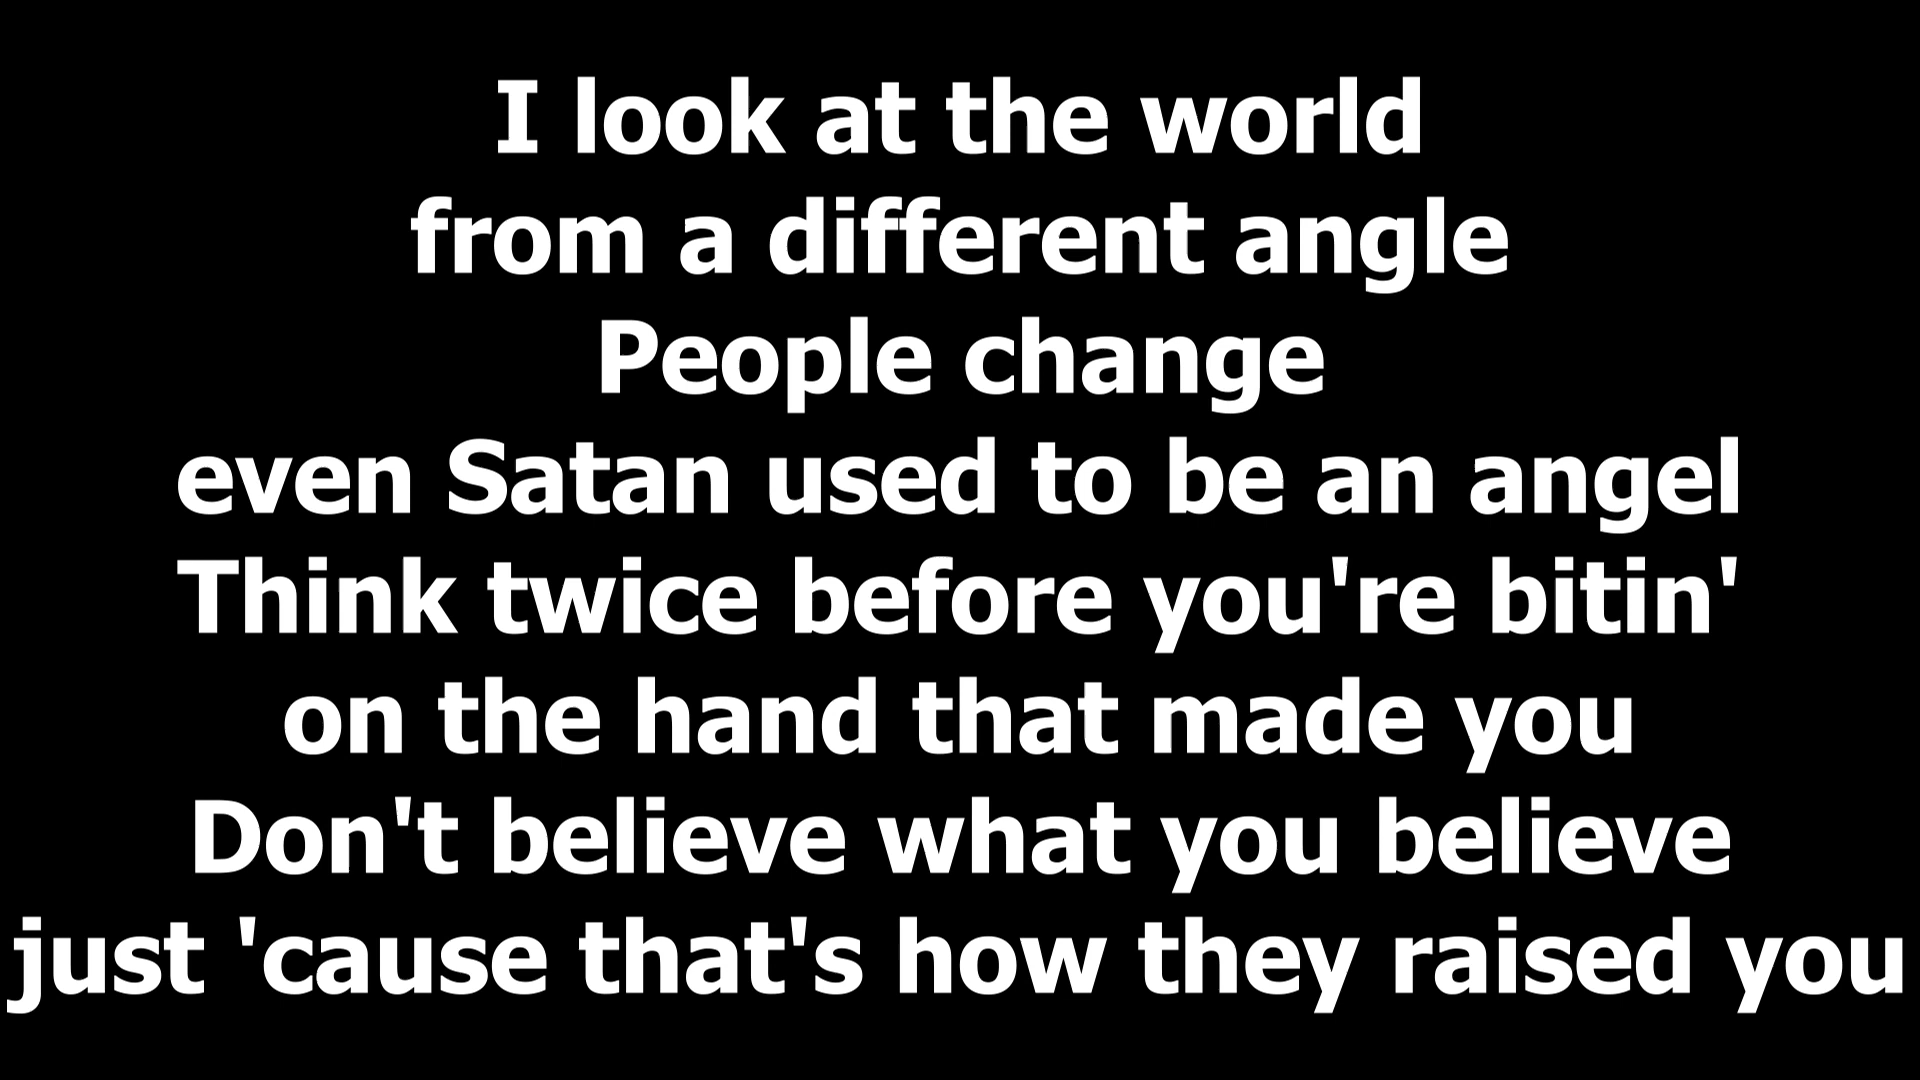 I look at the world
from a different angle
People change
even Satan used to be an angel
Think twice before you're bitin'
on the hand that made you
Don't believe what you believe
just 'cause that's how they raised you